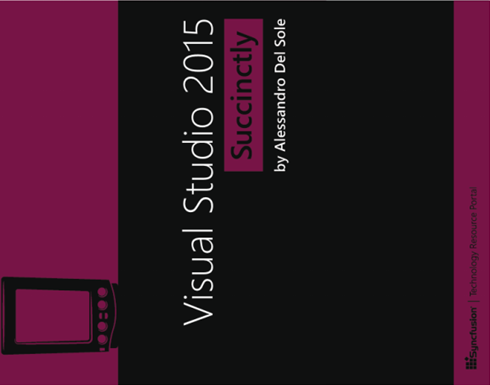 Visual Studio 2015
Succinctly
by Alessandro Del Sole
Syncfusion | Technology Resource Portal